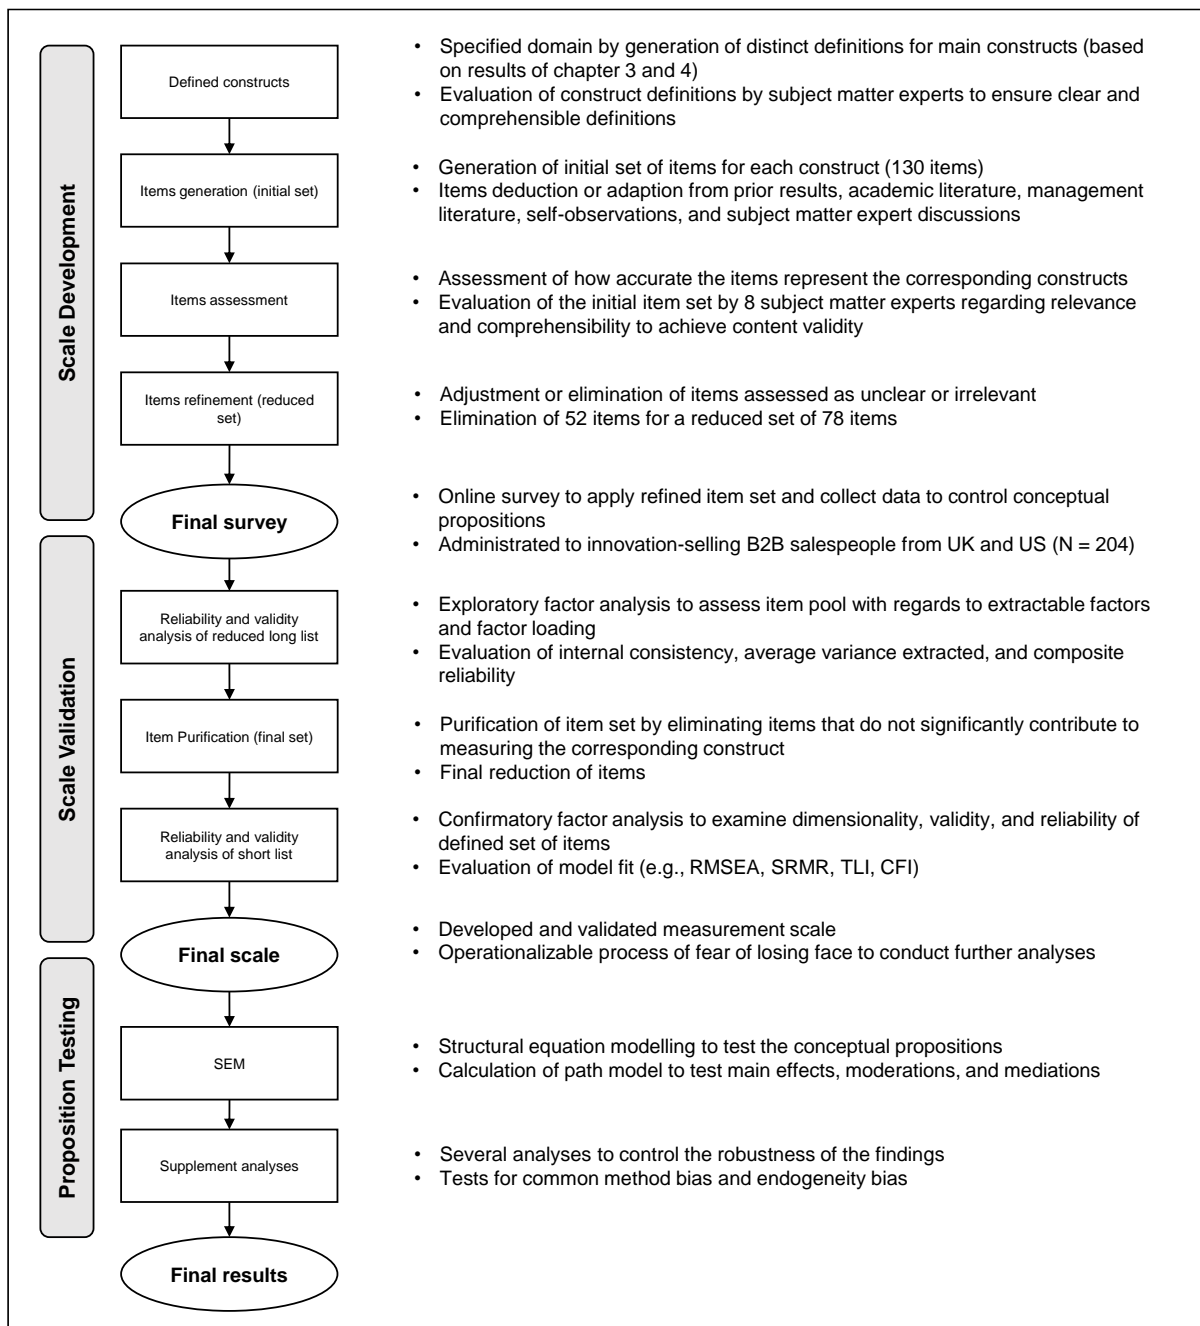 Scale Development
Defined constructs
• Specified domain by generation of distinct definitions for main constructs (based
on results of chapter 3 and 4)
• Evaluation of construct definitions by subject matter experts to ensure clear and
comprehensible definitions
Items generation (initial set)
• Generation of initial set of items for each construct (130 items)
• Items deduction or adaption from prior results, academic literature, management
literature, self-observations, and subject matter expert discussions
Items assessment
• Assessment of how accurate the items represent the corresponding constructs
• Evaluation of the initial item set by 8 subject matter experts regarding relevance
and comprehensibility to achieve content validity
Items refinement (reduced
set)
• Adjustment or elimination of items assessed as unclear or irrelevant
• Elimination of 52 items for a reduced set of 78 items
Final survey
• Online survey to apply refined item set and collect data to control conceptual
propositions
• Administrated to innovation-selling B2B salespeople from UK and US (N = 204)
Scale Validation
Reliability and validity
analysis of reduced long list
• Exploratory factor analysis to assess item pool with regards to extractable factors
and factor loading
• Evaluation of internal consistency, average variance extracted, and composite
reliability
Item Purification (final set)
• Purification of item set by eliminating items that do not significantly contribute to
measuring the corresponding construct
• Final reduction of items
Reliability and validity
analysis of short list
• Confirmatory factor analysis to examine dimensionality, validity, and reliability of
defined set of items
• Evaluation of model fit (e.g., RMSEA, SRMR, TLI, CFI)
Final scale
• Developed and validated measurement scale
• Operationalizable process of fear of losing face to conduct further analyses
Proposition Testing
SEM
• Structural equation modelling to test the conceptual propositions
• Calculation of path model to test main effects, moderations, and mediations
Supplement analyses
• Several analyses to control the robustness of the findings
• Tests for common method bias and endogeneity bias
Final results